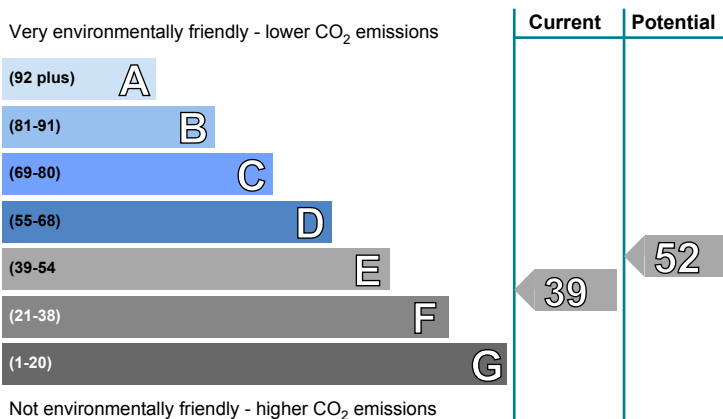 Current Potential
Very environmentally friendly - lower CO2 emissions
(92 plus) A
(81-91) B
(69-80) C
(55-68) D
(39-54 E
52
39
(21-38) F
(1-20) G
Not environmentally friendly - higher CO2 emissions